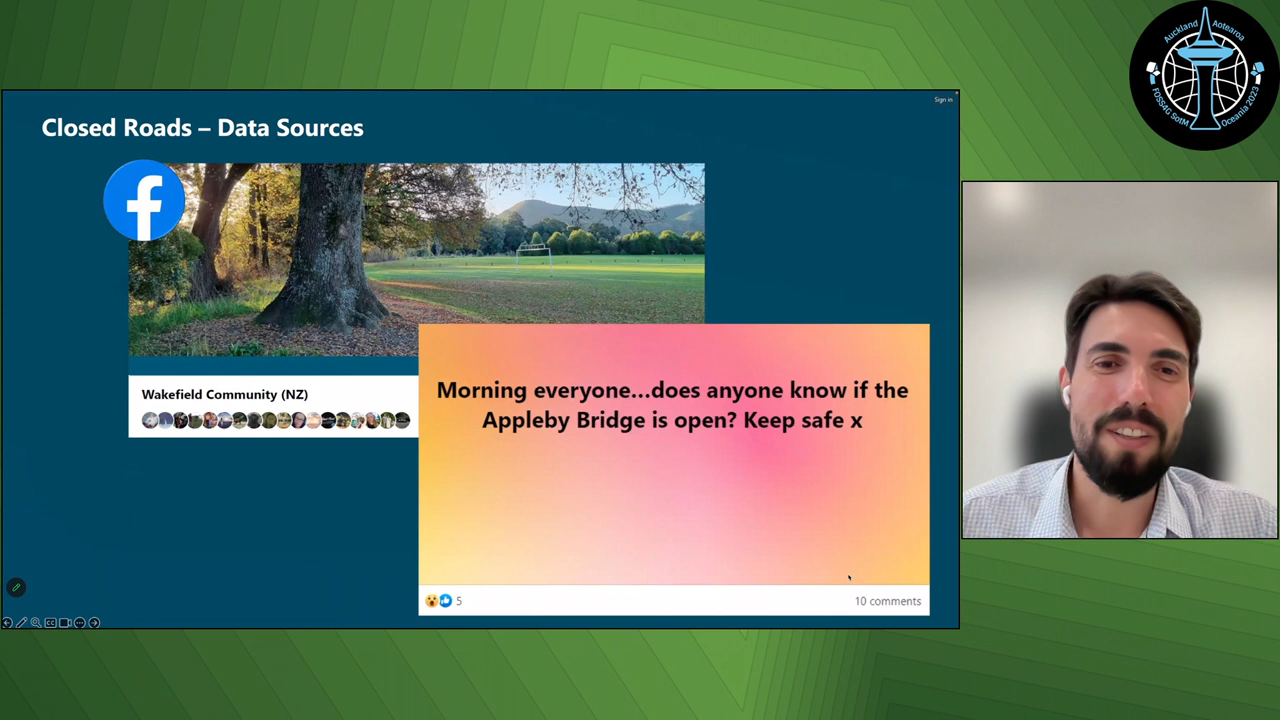 Auckland Aotearoa
FOSS4G SotM Oceania 2023
Sign in
Closed Roads – Data Sources
Wakefield Community (NZ)
Morning everyone...does anyone know if the
Appleby Bridge is open? Keep safe x
5
10 comments